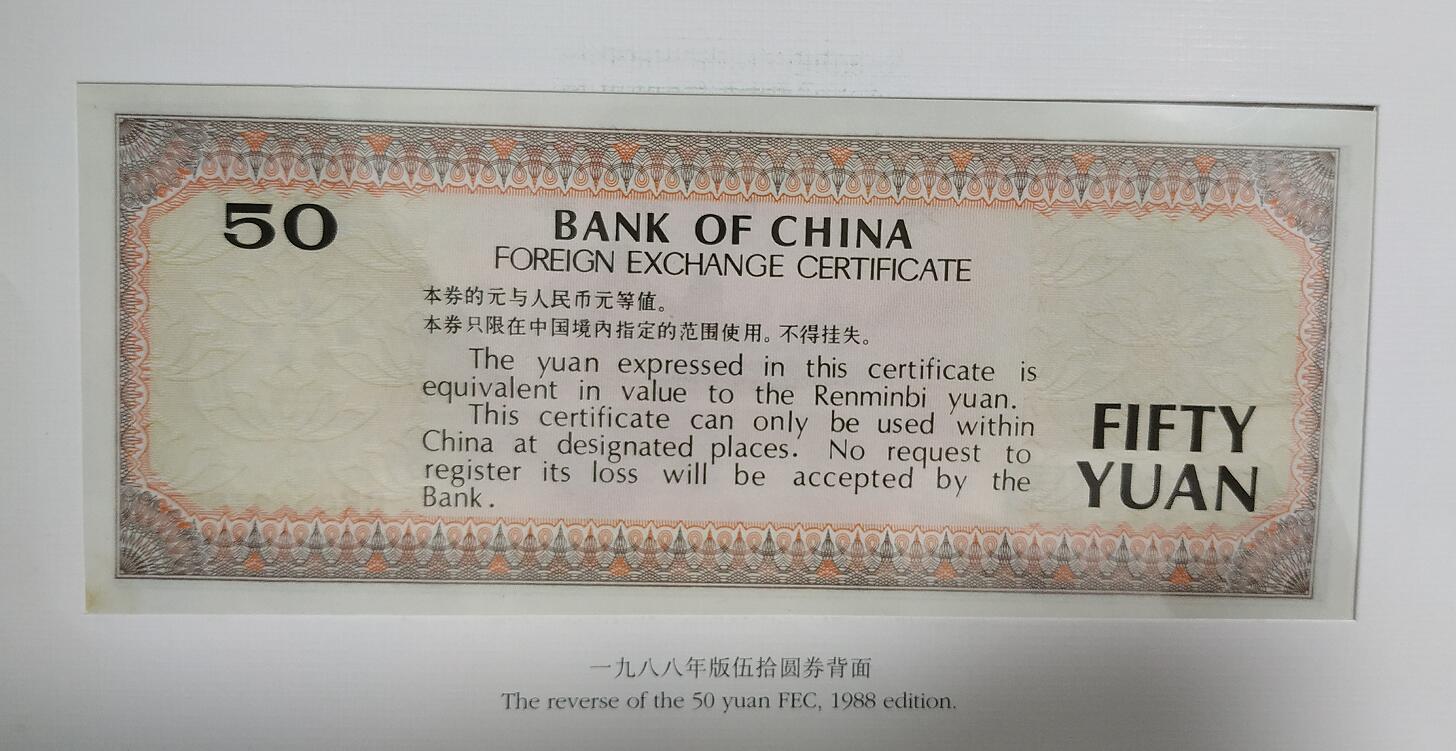 50
BANK OF CHINA
FOREIGN EXCHANGE CERTIFICATE
本券的元与人民币元等值。
本券只限在中国境内指定的范围使用。不得挂失。
The yuan expressed in this certificate is
equivalent in value to the Renminbi yuan.
This certificate can only be used within
China at designated places. No request to
register its loss will be accepted by the
Bank.
FIFTY
YUAN
一九八八年版伍拾圆券背面
The reverse of the 50 yuan FEC, 1988 edition.